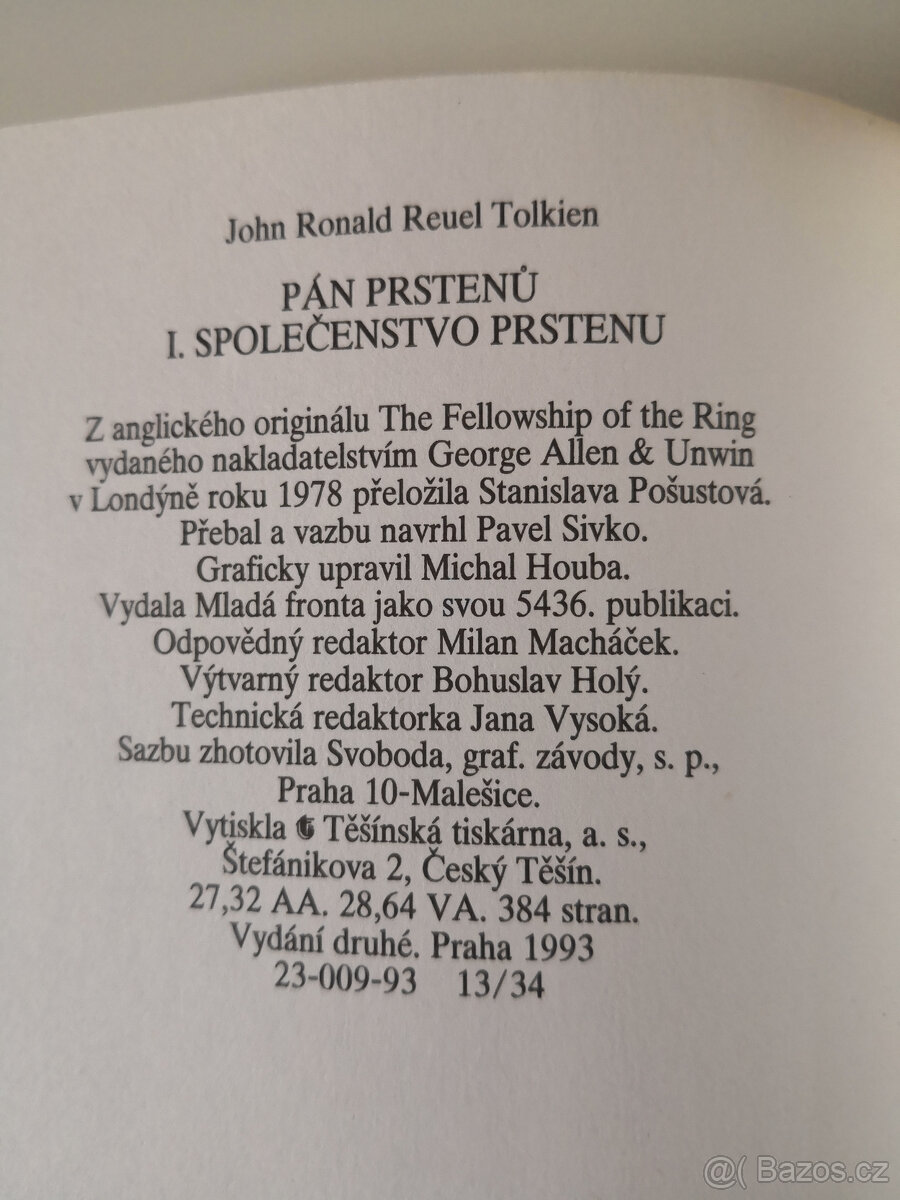 John Ronald Reuel Tolkien
PÁN PRSTENŮ
I. SPOLEČENSTVO PRSTENU
Z anglického originálu The Fellowship of the Ring
vydaného nakladatelstvím George Allen & Unwin
v Londýně roku 1978 přeložila Stanislava Pošustová.
Přebal a vazbu navrhl Pavel Sivko.
Graficky upravil Michal Houba.
Vydala Mladá fronta jako svou 5436. publikaci.
Odpovědný redaktor Milan Macháček.
Výtvarný redaktor Bohuslav Holý.
Technická redaktorka Jana Vysoká.
Sazbu zhotovila Svoboda, graf. závody, s. p.,
Praha 10-Malešice.
Vytiskla Těšínská tiskárna, a. s.,
Štefánikova 2, Český Těšín.
27,32 AA. 28,64 VA. 384 stran.
Vydání druhé. Praha 1993
23-009-93 13/34
@( Bazos.cz